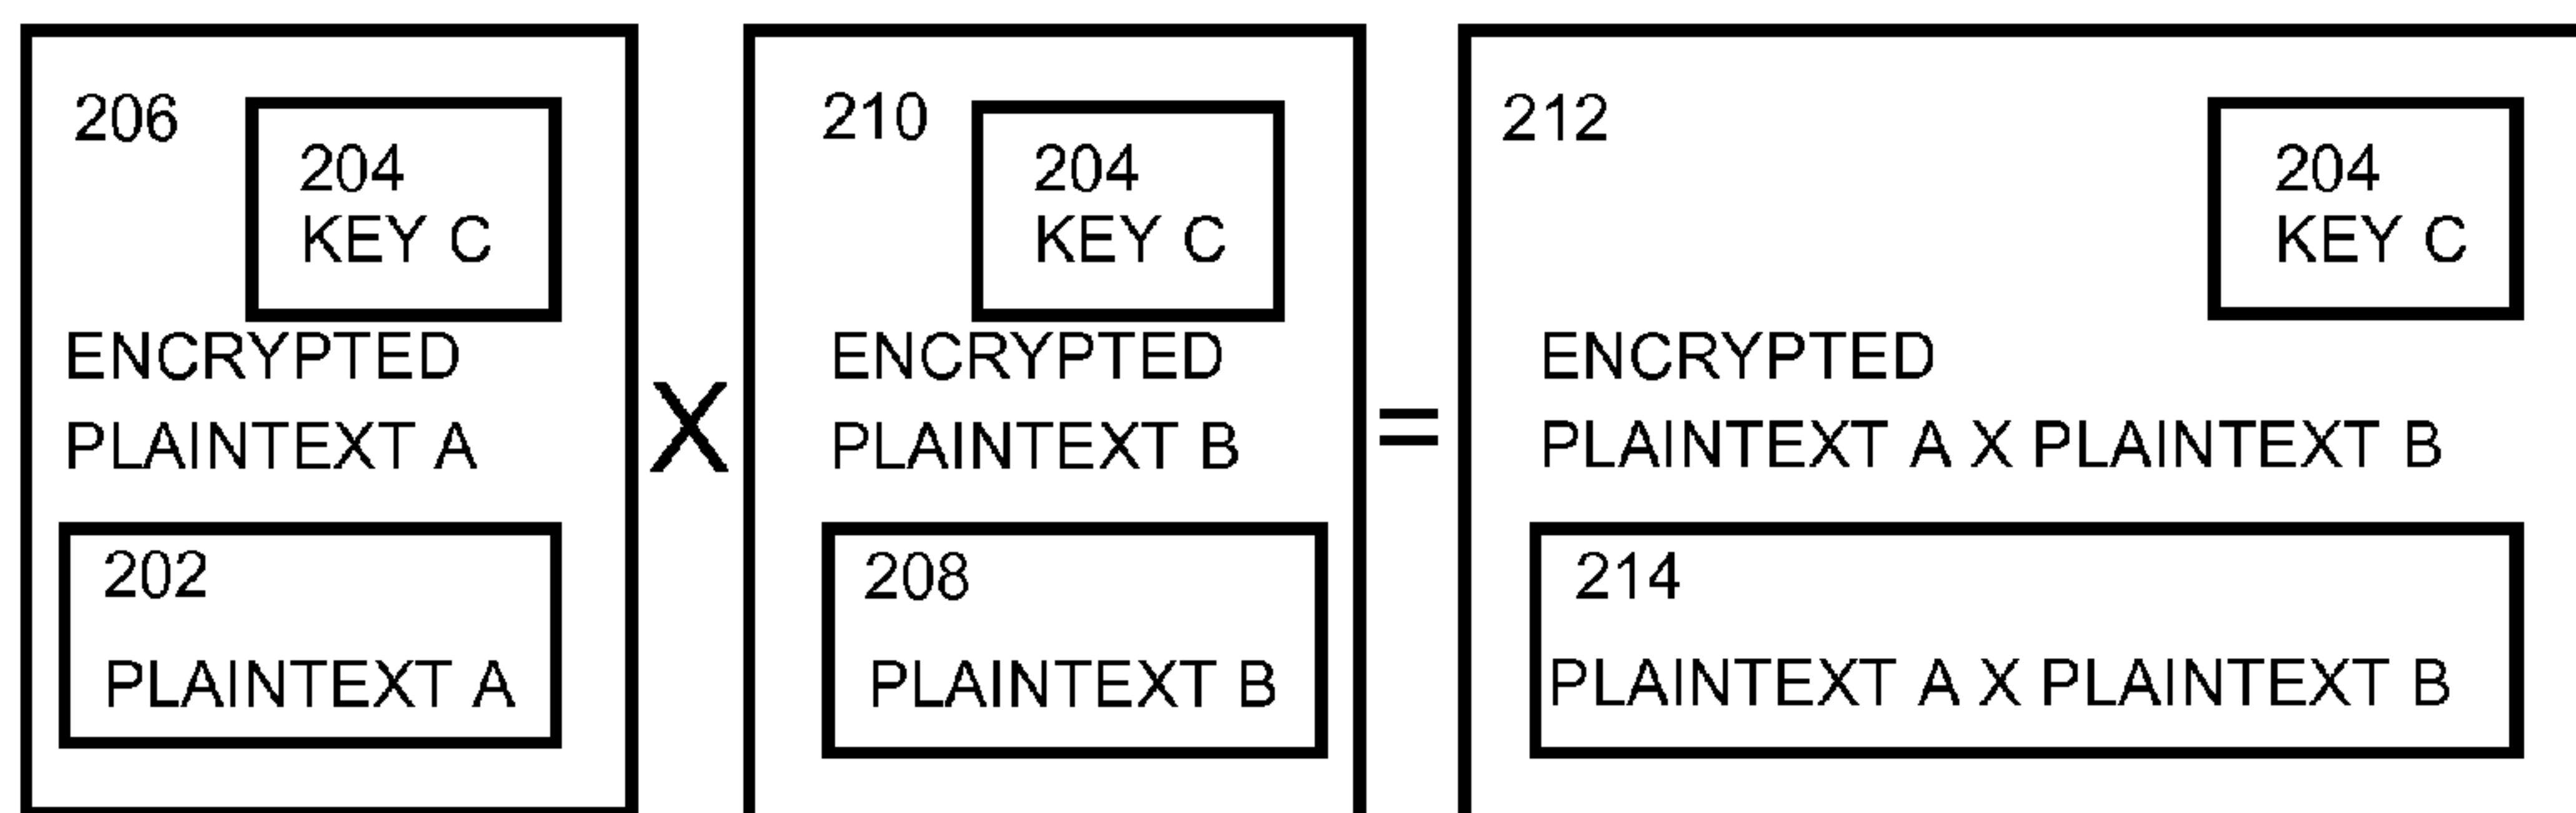 206
204
KEY C
ENCRYPTED
PLAINTEXT A
202
PLAINTEXT A
X
210
204
KEY C
ENCRYPTED
PLAINTEXT B
208
PLAINTEXT B
=
212
204
KEY C
ENCRYPTED
PLAINTEXT A X PLAINTEXT B
214
PLAINTEXT A X PLAINTEXT B